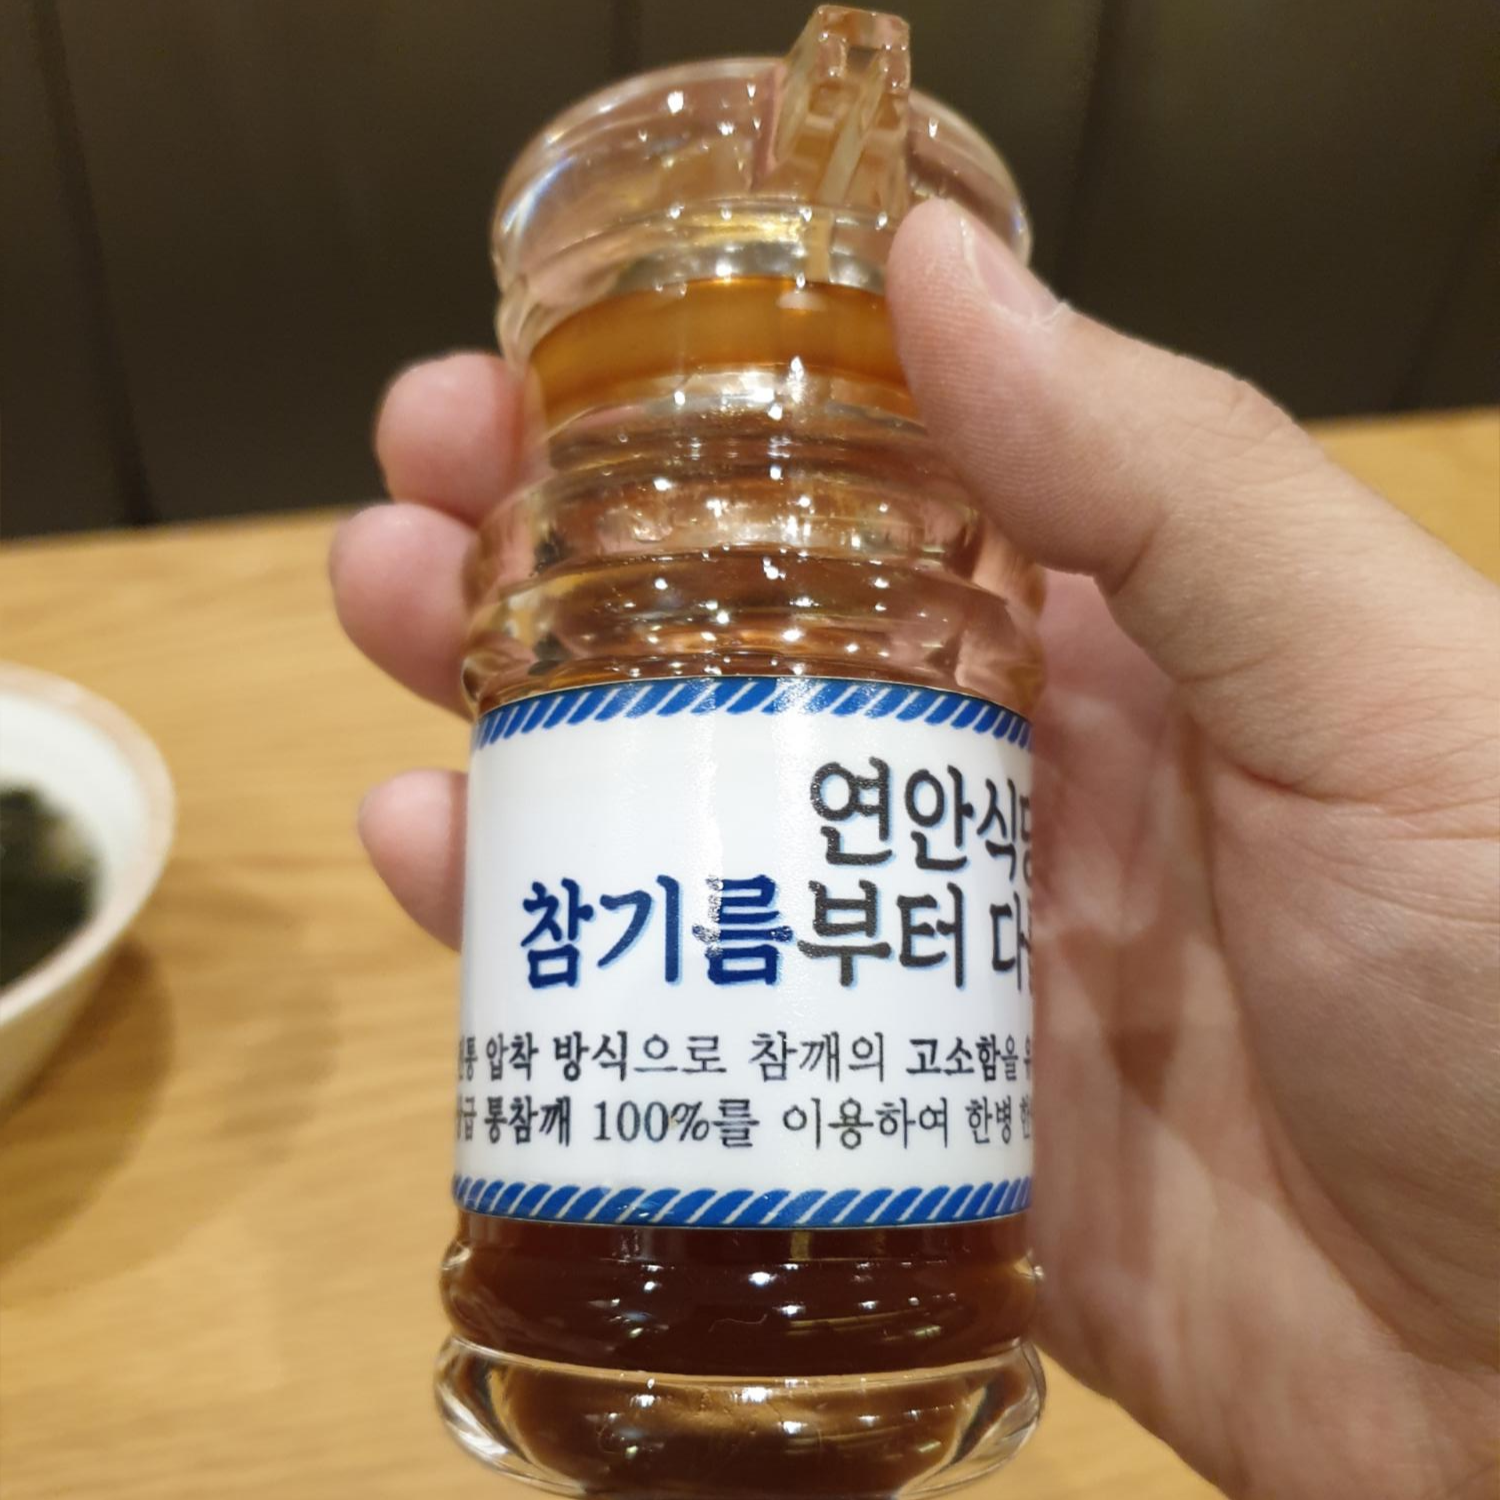 연안식당
참기름부터
압착 방식으로 참깨의 고소함을
통참깨 100%를 이용하여 한병